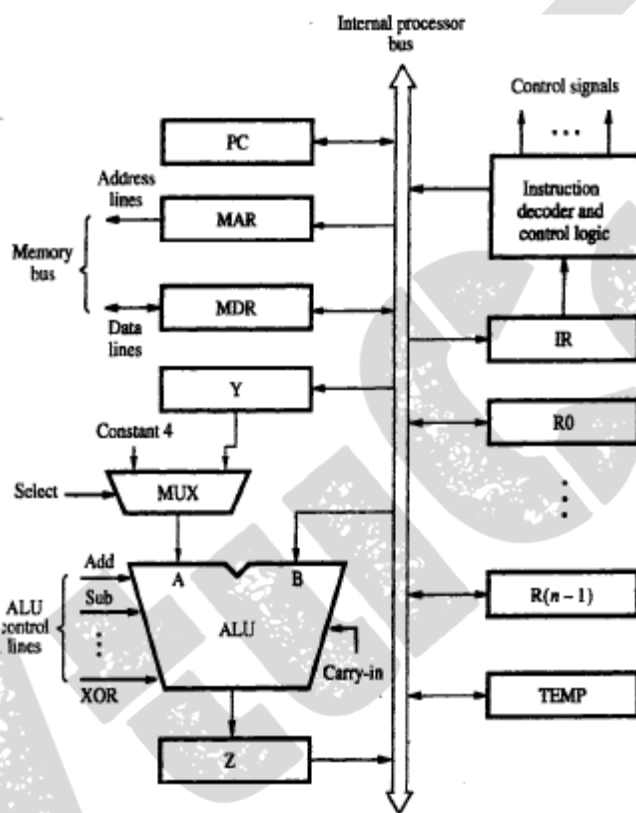 Internal processor
bus
Control signals
...
PC
Address
lines
MAR
Instruction
decoder and
control logic
Memory
bus
MDR
Data
lines
IR
Y
R0
Constant 4
Select
MUX
Add
A
B
Sub
ALU
control
lines
ALU
R(n – 1)
Carry-in
XOR
TEMP
Z